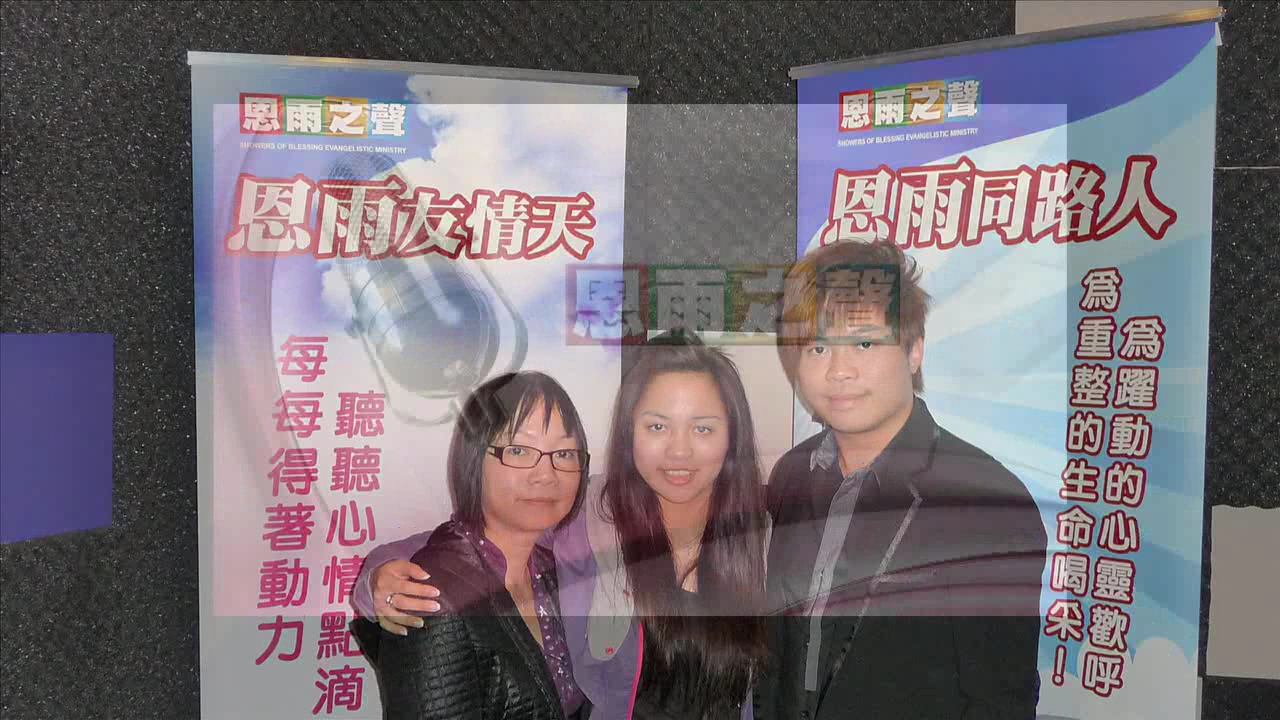 恩雨之聲
SHOWERS OF BLESSING EVANGELISTIC MINISTRY
恩雨友情天
聽聽心情點滴
每每得著動力
恩雨之聲
SHOWERS OF BLESSING EVANGELISTIC MINISTRY
恩雨同路人
為躍動的心靈歡呼
為重整的生命喝采！
恩雨之聲